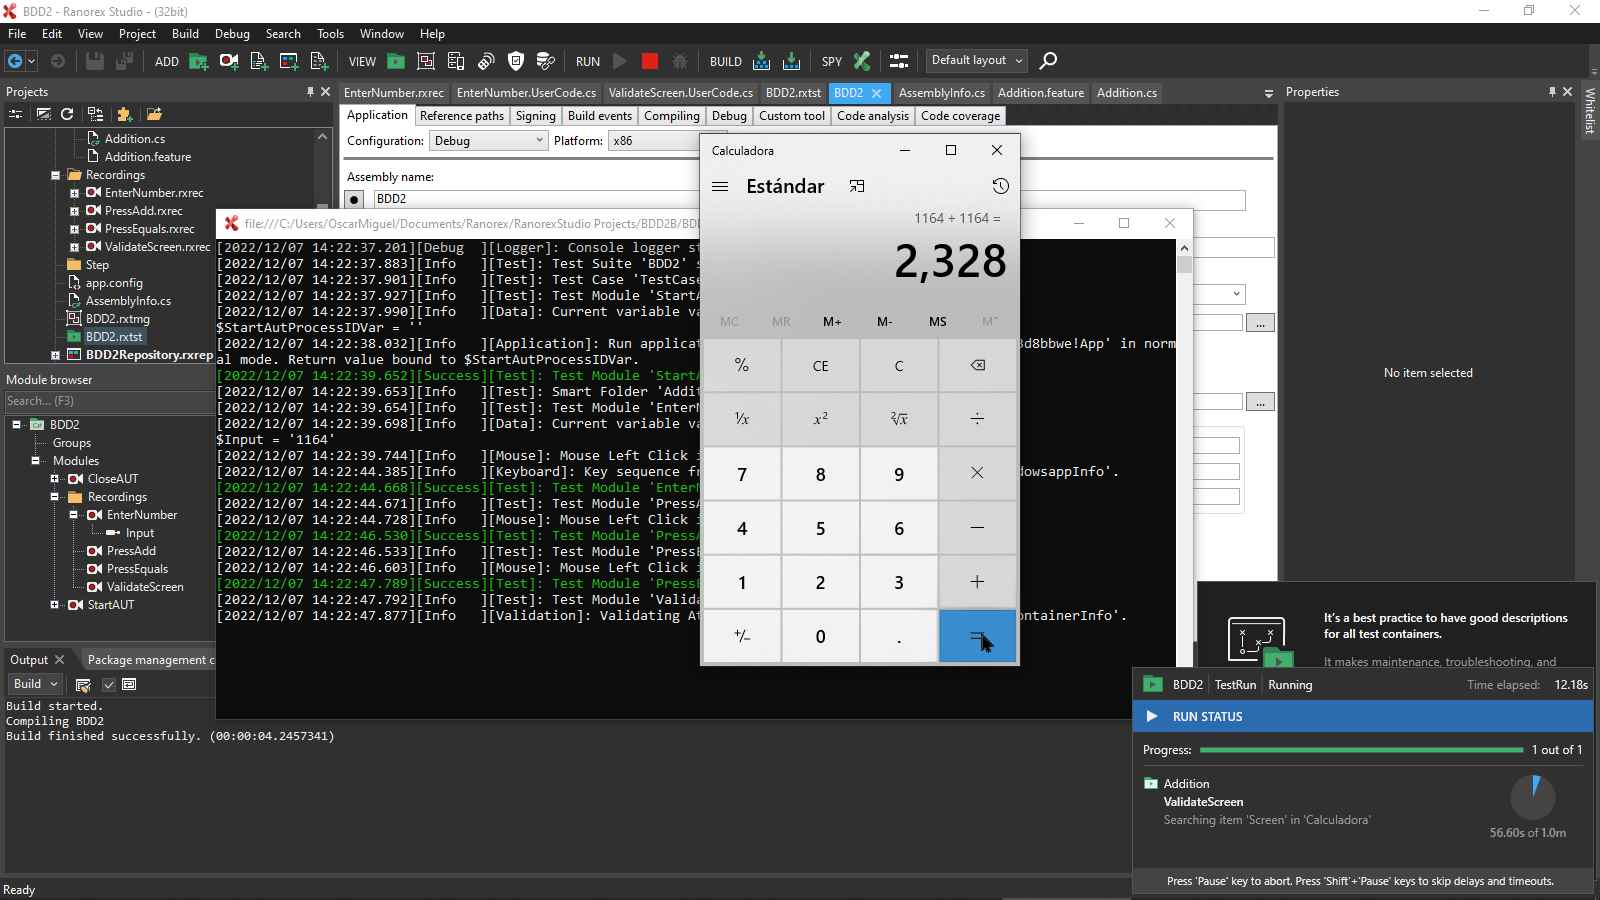 BDD2 - Ranorex Studio - (32bit)
File Edit View Project Build Debug Search Tools Window Help
ADD VIEW RUN BUILD SPY Default layout
Projects
Addition.cs
Addition.feature
Recordings
EnterNumber.rxrec
PressAdd.rxrec
PressEquals.rxrec
ValidateScreen.rxrec
Step
app.config
AssemblyInfo.cs
BDD2.rxtmg
BDD2.rxtst
BDD2Repository.rxrep
Module browser
Search... (F3)
BDD2
Groups
Modules
CloseAUT
Recordings
EnterNumber
Input
PressAdd
PressEquals
ValidateScreen
StartAUT
EnterNumber.rxrec EnterNumber.UserCode.cs ValidateScreen.UserCode.cs BDD2.rxtst BDD2 AssemblyInfo.cs Addition.feature Addition.cs
Application Reference paths Signing Build events Compiling Debug Custom tool Code analysis Code coverage
Configuration: Debug Platform: x86
Assembly name:
BDD2
...
...
Properties
Whitelist
No item selected
file:///C:/Users/OscarMiguel/Documents/Ranorex/RanorexStudio Projects/BDD2B/BD
[2022/12/07 14:22:37.201][Debug ][Logger]: Console logger st
[2022/12/07 14:22:37.883][Info ][Test]: Test Suite 'BDD2' s
[2022/12/07 14:22:37.901][Info ][Test]: Test Case 'TestCase
[2022/12/07 14:22:37.927][Info ][Test]: Test Module 'StartA
[2022/12/07 14:22:37.990][Info ][Data]: Current variable va
$StartAutProcessIDVar = ''
[2022/12/07 14:22:38.032][Info ][Application]: Run applicat d8bbwe!App' in norm
al mode. Return value bound to $StartAutProcessIDVar.
[2022/12/07 14:22:39.652][Success][Test]: Test Module 'StartA
[2022/12/07 14:22:39.653][Info ][Test]: Smart Folder 'Addit
[2022/12/07 14:22:39.654][Info ][Test]: Test Module 'EnterN
[2022/12/07 14:22:39.698][Info ][Data]: Current variable va
$Input = '1164'
[2022/12/07 14:22:39.744][Info ][Mouse]: Mouse Left Click i
[2022/12/07 14:22:44.385][Info ][Keyboard]: Key sequence fr dowsappInfo'.
[2022/12/07 14:22:44.668][Success][Test]: Test Module 'EnterN
[2022/12/07 14:22:44.671][Info ][Test]: Test Module 'PressA
[2022/12/07 14:22:44.728][Info ][Mouse]: Mouse Left Click i
[2022/12/07 14:22:46.530][Success][Test]: Test Module 'PressA
[2022/12/07 14:22:46.533][Info ][Test]: Test Module 'PressE
[2022/12/07 14:22:46.603][Info ][Mouse]: Mouse Left Click i
[2022/12/07 14:22:47.789][Success][Test]: Test Module 'PressE
[2022/12/07 14:22:47.792][Info ][Test]: Test Module 'Valida
[2022/12/07 14:22:47.877][Info ][Validation]: Validating At ontainerInfo'.
Calculadora
Estándar
1164 + 1164 =
2,328
MC MR M+ M- MS M˅
% CE C
¹⁄x x² ²√x ÷
7 8 9 ×
4 5 6 −
1 2 3 +
⁺⁄₋ 0 . =
Output Package management c
Build
Build started.
Compiling BDD2
Build finished successfully. (00:00:04.2457341)
It's a best practice to have good descriptions
for all test containers.
It makes maintenance, troubleshooting, and
BDD2 TestRun Running Time elapsed: 12.18s
RUN STATUS
Progress: 1 out of 1
Addition
ValidateScreen
Searching item 'Screen' in 'Calculadora'
56.60s of 1.0m
Press 'Pause' key to abort. Press 'Shift'+'Pause' keys to skip delays and timeouts.
Ready